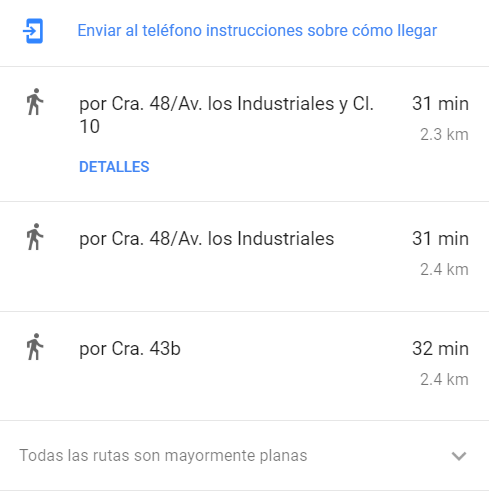 Enviar al teléfono instrucciones sobre cómo llegar
por Cra. 48/Av. los Industriales y Cl. 31 min
10
2.3 km
DETALLES
por Cra. 48/Av. los Industriales 31 min
2.4 km
por Cra. 43b 32 min
2.4 km
Todas las rutas son mayormente planas